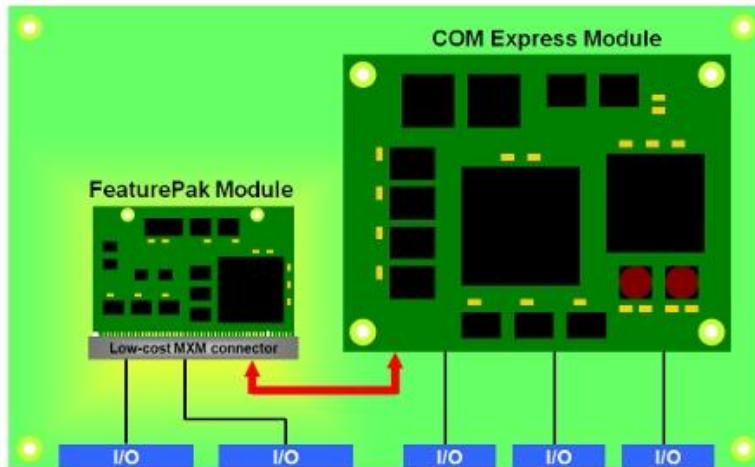 COM Express Module
FeaturePak Module
Low-cost MXM connector
I/O
I/O
I/O
I/O
I/O